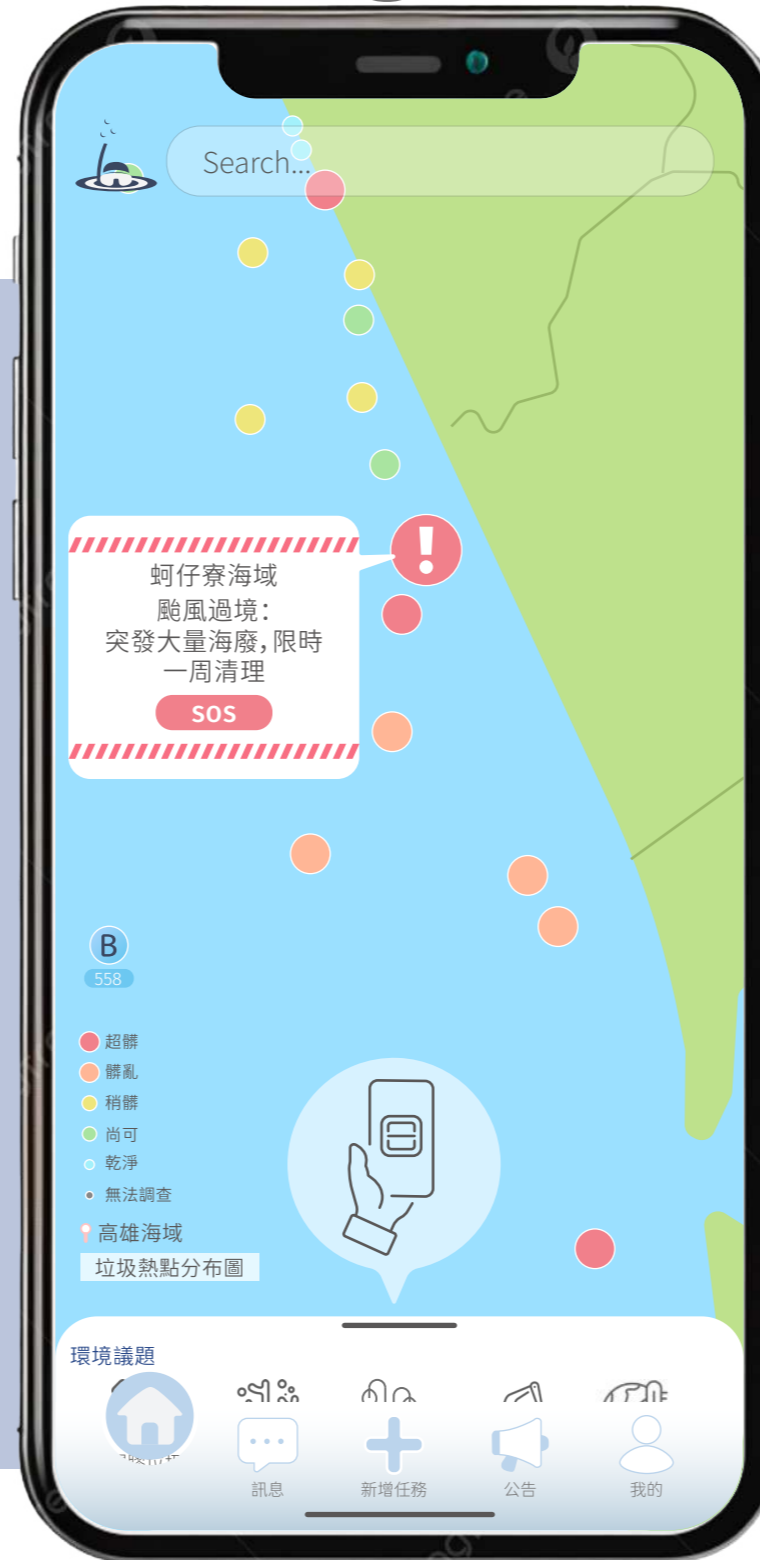 Search...
蚵仔寮海域
颱風過境：
突發大量海廢，限時
一周清理
SOS
B
558
超髒
髒亂
稍髒
尚可
乾淨
無法調查
高雄海域
垃圾熱點分布圖
環境議題
訊息
新增任務
公告
我的